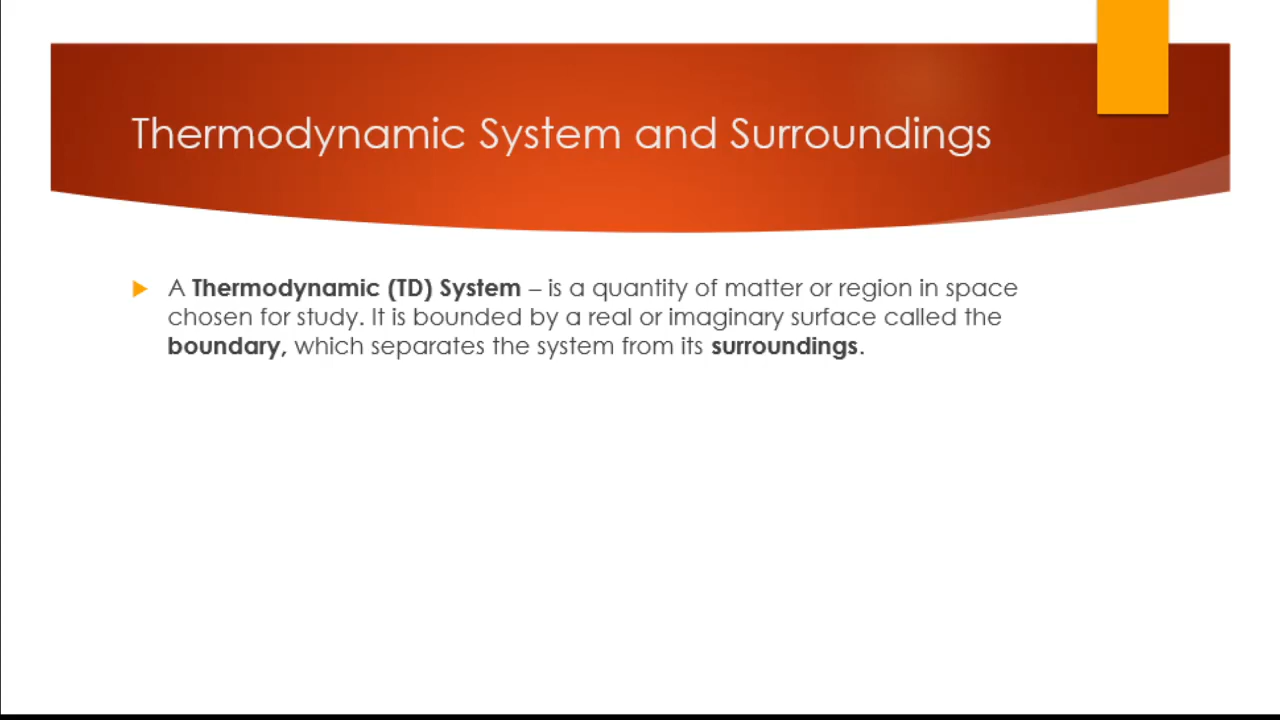 Thermodynamic System and Surroundings
A Thermodynamic (TD) System – is a quantity of matter or region in space
chosen for study. It is bounded by a real or imaginary surface called the
boundary, which separates the system from its surroundings.